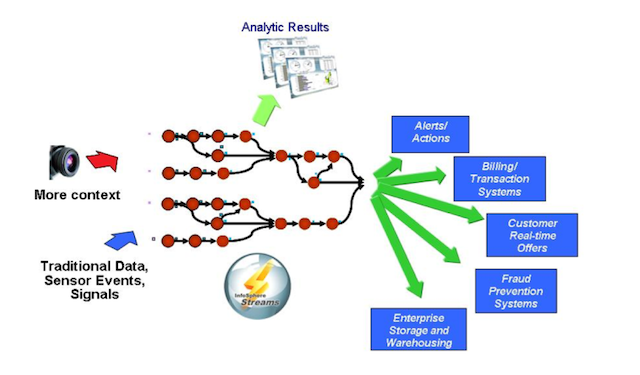 Analytic Results
Alerts/
Actions
Billing/
Transaction
Systems
More context
Customer
Real-time
Offers
Traditional Data,
Sensor Events,
Signals
Fraud
Prevention
Systems
InfoSphere
Streams
Enterprise
Storage and
Warehousing